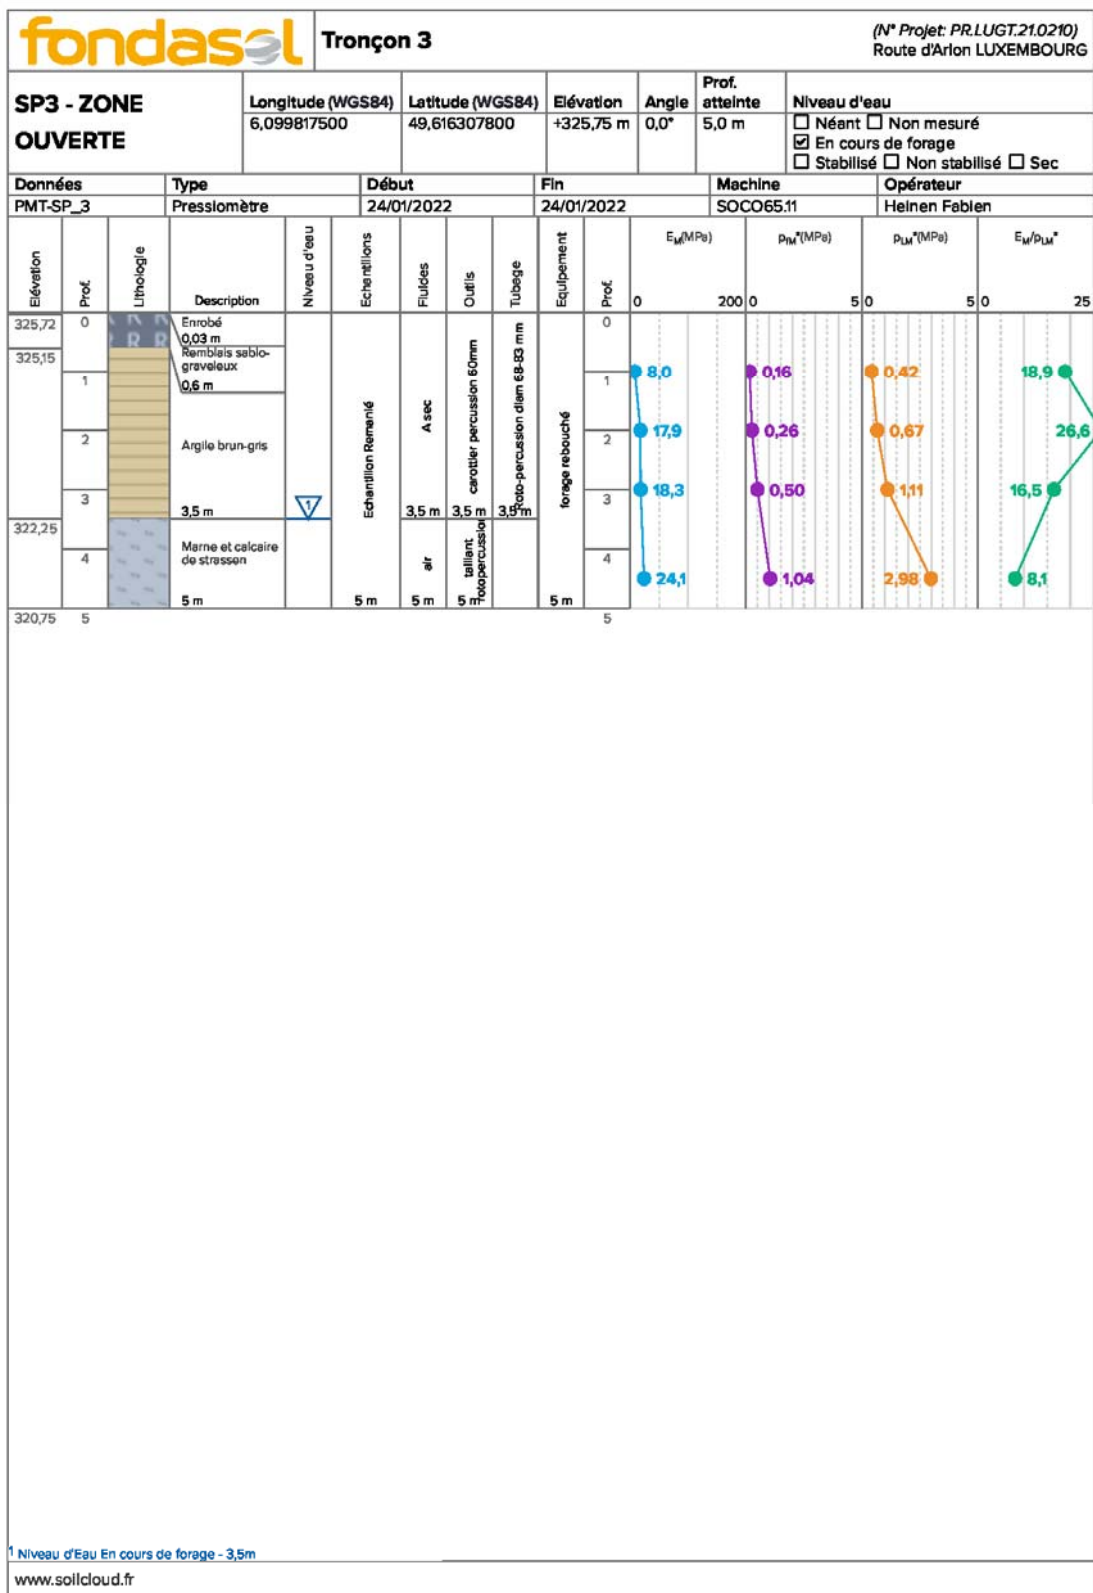 fondasol
Tronçon 3
(N° Projet: PR.LUGT.21.0210)
Route d'Arlon LUXEMBOURG
SP3 - ZONE
OUVERTE
Longitude (WGS84) Latitude (WGS84) Elévation Angle Prof. atteinte Niveau d'eau
6,099817500 49,616307800 +325,75 m 0,0° 5,0 m
☐ Néant ☐ Non mesuré
☑ En cours de forage
☐ Stabilisé ☐ Non stabilisé ☐ Sec
Données Type Début Fin Machine Opérateur
PMT-SP_3 Pressiomètre 24/01/2022 24/01/2022 SOCO65.11 Heinen Fabien
Elévation Prof. Lithologie Description Niveau d'eau Echantillons Fluides Outils Tubage Equipement Prof. EM(MPa) pfM*(MPa) pLM*(MPa) EM/pLM*
0 200 0 5 0 5 0 25
325,72 0 R R R Enrobé 0
0,03 m
R R Remblais sablo-
325,15 graveleux
1 0,6 m 1 8,0 0,16 0,42 18,9
Echantillon Remanié
A sec
carottier percussion 60mm
Roto-percussion diam 68-83 mm
forage rebouché
2 Argile brun-gris 2 17,9 0,26 0,67 26,6
3 3 18,3 0,50 1,11 16,5
3,5 m 1 3,5 m 3,5 m 3,5 m
322,25
Marne et calcaire
4 de strassen 4
air
taillant
rotopercussion
24,1 1,04 2,98 8,1
5 m 5 m 5 m 5 m 5 m
320,75 5 5
1 Niveau d'Eau En cours de forage - 3,5m
www.soilcloud.fr